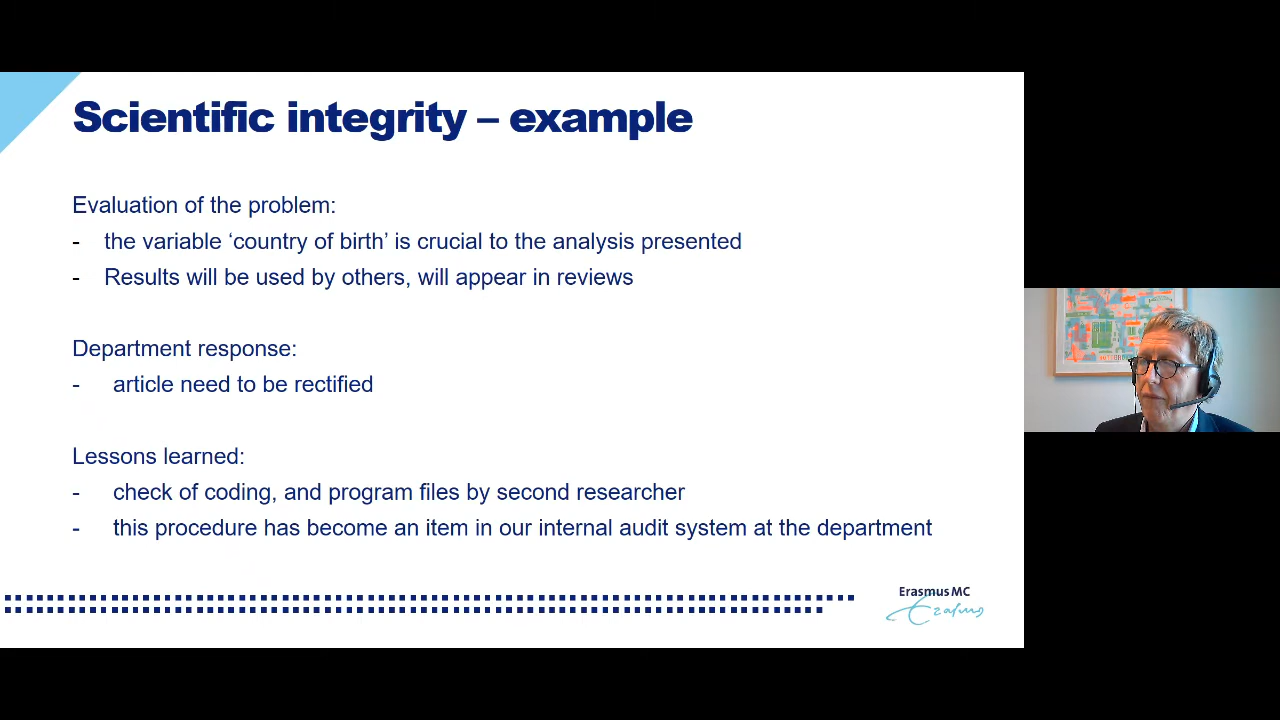 Scientific integrity – example
Evaluation of the problem:
- the variable ‘country of birth’ is crucial to the analysis presented
- Results will be used by others, will appear in reviews
Department response:
- article need to be rectified
Lessons learned:
- check of coding, and program files by second researcher
- this procedure has become an item in our internal audit system at the department
Erasmus MC
Erasmus